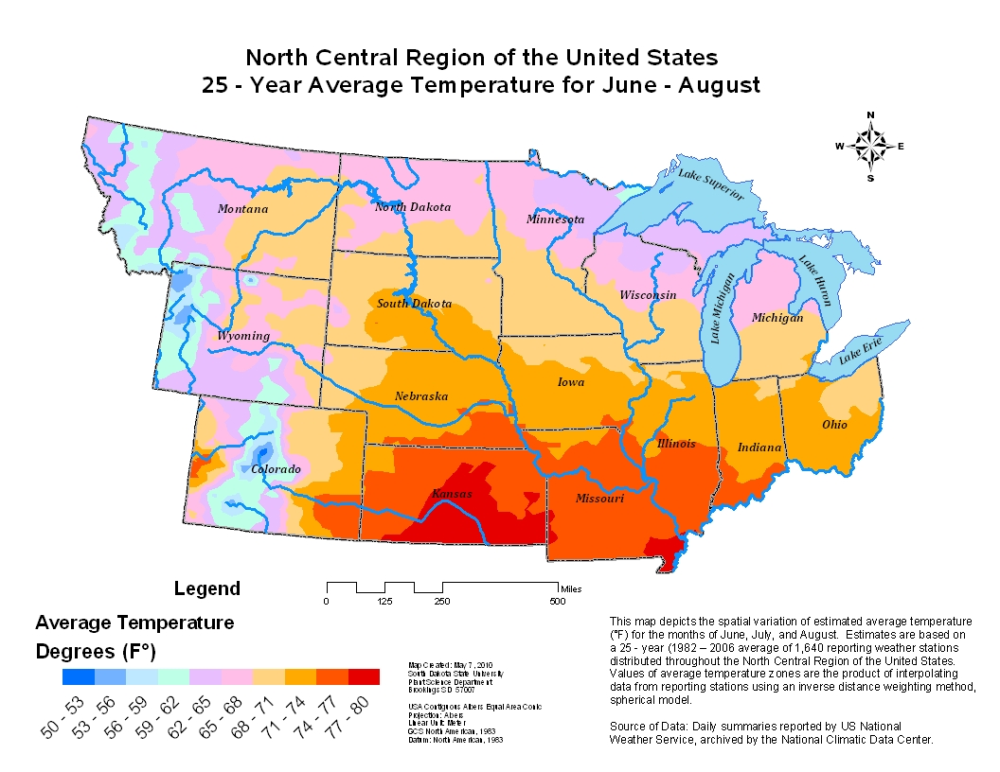 North Central Region of the United States
25 - Year Average Temperature for June - August
N
W E
S
Lake Superior
Montana
North Dakota
Minnesota
Lake Huron
Lake Michigan
Wisconsin
South Dakota
Michigan
Wyoming
Lake Erie
Iowa
Nebraska
Ohio
Illinois
Indiana
Colorado
Kansas
Missouri
Legend
Miles
0 125 250 500
Average Temperature
Degrees (F°)
50 - 53
53 - 56
56 - 59
59 - 62
62 - 65
65 - 68
68 - 71
71 - 74
74 - 77
77 - 80
Map Created: May 7, 2010
South Dakota State University
Plant Science Department
Brookings SD 57007
USA Contiguous Albers Equal Area Conic
Projection: Albers
Linear Unit: Meter
GCS North American, 1983
Datum: North American, 1983
This map depicts the spatial variation of estimated average temperature
(°F) for the months of June, July, and August. Estimates are based on
a 25 - year (1982 – 2006 average of 1,640 reporting weather stations
distributed throughout the North Central Region of the United States.
Values of average temperature zones are the product of interpolating
data from reporting stations using an inverse distance weighting method,
spherical model.
Source of Data: Daily summaries reported by US National
Weather Service, archived by the National Climatic Data Center.